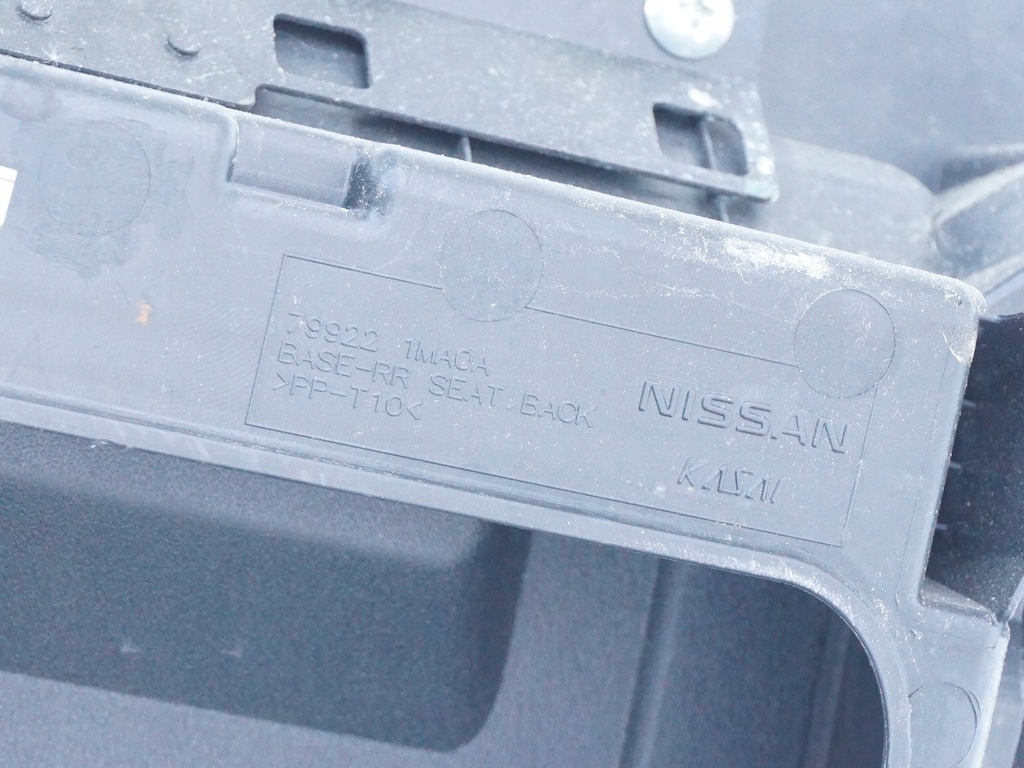 79922 1MA0A
BASE-RR SEAT BACK
>PP-T10<
NISSAN
KASAI